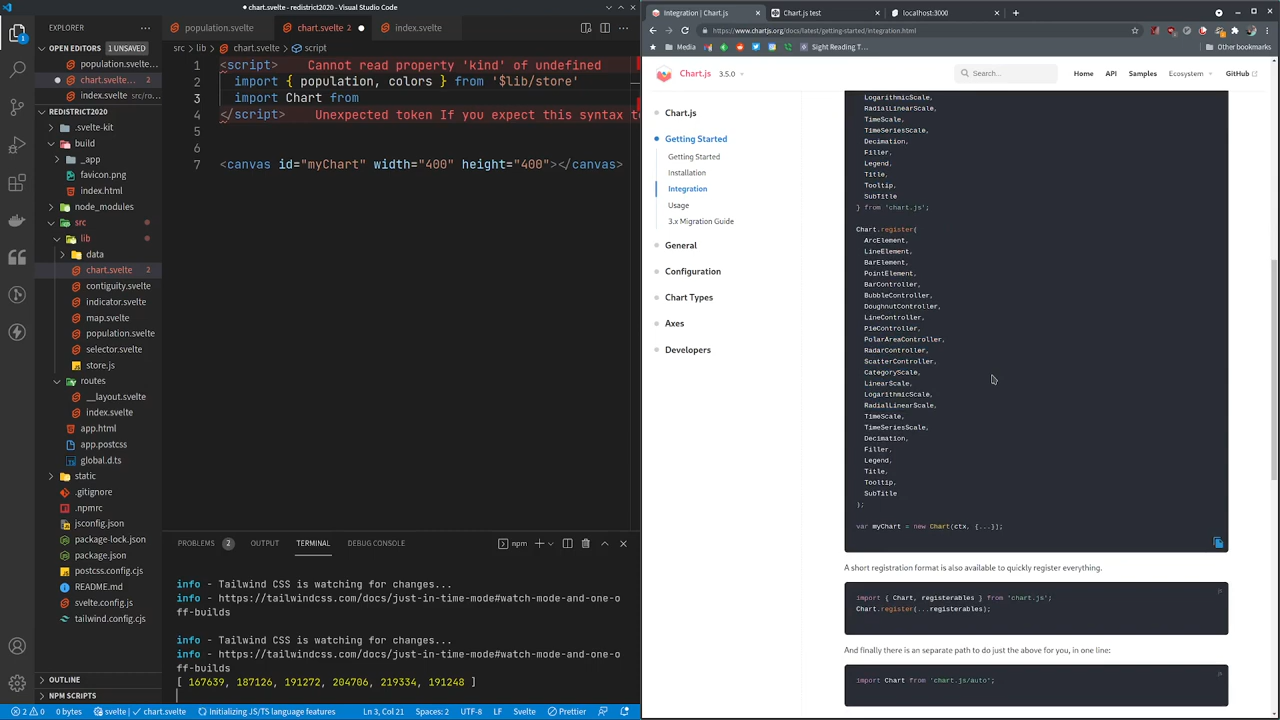 chart.svelte - redistrict2020 - Visual Studio Code
EXPLORER
population.svelte
chart.svelte 2
index.svelte
OPEN EDITORS 1 UNSAVED
populatio...
chart.svelte... 2
index.svelte s...
REDISTRICT2020
.svelte-kit
build
_app
favicon.png
index.html
node_modules
src
lib
data
chart.svelte 2
contiguity.svelte
indicator.svelte
map.svelte
population.svelte
selector.svelte
store.js
routes
__layout.svelte
index.svelte
app.html
app.postcss
global.d.ts
static
.gitignore
.npmrc
jsconfig.json
package-lock.json
package.json
postcss.config.cjs
README.md
svelte.config.js
tailwind.config.cjs
OUTLINE
NPM SCRIPTS
src > lib > chart.svelte > script
1 <script> Cannot read property 'kind' of undefined
2 import { population, colors } from '$lib/store
3 import Chart from
4 <script> Unexpected token If you expect this syntax t
5
6 <canvas id="myChart" width="400" height="400"></canvas>
PROBLEMS 2 OUTPUT TERMINAL DEBUG CONSOLE npm
info - Tailwind CSS is watching for changes...
info - https://tailwindcss.com/docs/just-in-time-mode#watch-mode-and-one-o
ff-builds
info - Tailwind CSS is watching for changes...
info - https://tailwindcss.com/docs/just-in-time-mode#watch-mode-and-one-o
ff-builds
[ 167639, 187126, 191272, 204706, 219334, 191248 ]
2 0 0 bytes svelte | chart.svelte Initializing JS/TS language features Ln 3, Col 21 Spaces: 2 UTF-8 LF Svelte Prettier
Integration | Chart.js
Chart.js test
localhost:3000
https://www.chartjs.org/docs/latest/getting-started/integration.html
Media
Sight Reading T...
Other bookmarks
Chart.js 3.5.0
Search...
Home API Samples Ecosystem GitHub
Chart.js
Getting Started
Getting Started
Installation
Integration
Usage
3.x Migration Guide
General
Configuration
Chart Types
Axes
Developers
LogarithmicScale,
RadialLinearScale,
TimeScale,
TimeSeriesScale,
Decimation,
Filler,
Legend,
Title,
Tooltip,
SubTitle
} from 'chart.js';
Chart.register(
ArcElement,
LineElement,
BarElement,
PointElement,
BarController,
BubbleController,
DoughnutController,
LineController,
PieController,
PolarAreaController,
RadarController,
ScatterController,
CategoryScale,
LinearScale,
LogarithmicScale,
RadialLinearScale,
TimeScale,
TimeSeriesScale,
Decimation,
Filler,
Legend,
Title,
Tooltip,
SubTitle
);
var myChart = new Chart(ctx, {...});
A short registration format is also available to quickly register everything.
import { Chart, registerables } from 'chart.js';
Chart.register(...registerables);
And finally there is an separate path to do just the above for you, in one line:
import Chart from 'chart.js/auto';